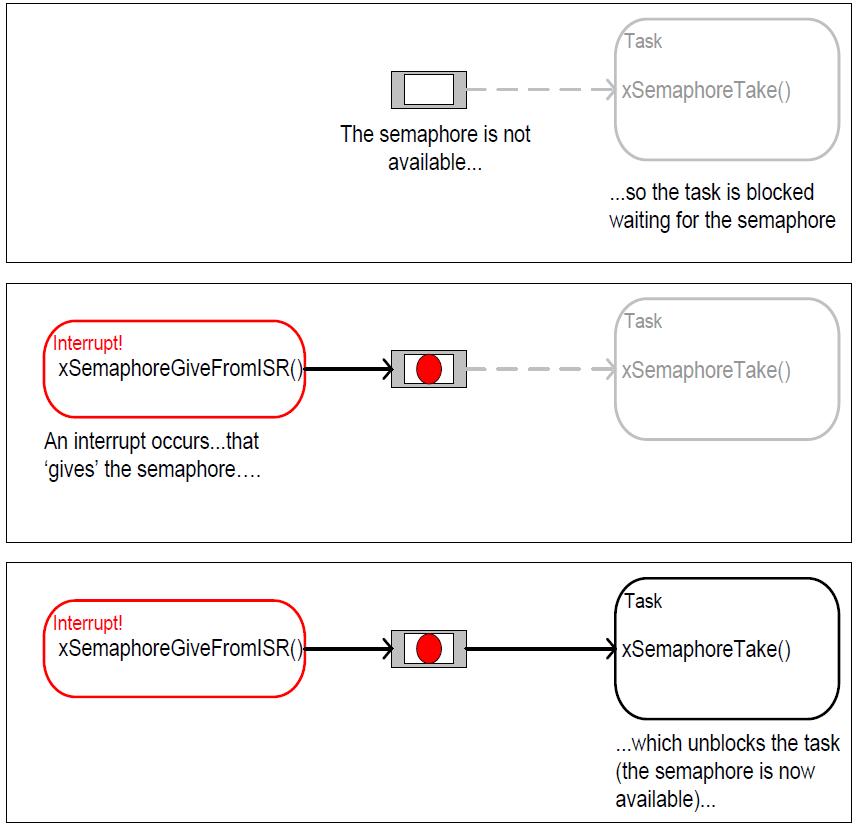 Task
xSemaphoreTake()
The semaphore is not
available...
...so the task is blocked
waiting for the semaphore
Interrupt!
xSemaphoreGiveFromISR()
Task
xSemaphoreTake()
An interrupt occurs...that
‘gives’ the semaphore….
Interrupt!
xSemaphoreGiveFromISR()
Task
xSemaphoreTake()
...which unblocks the task
(the semaphore is now
available)...